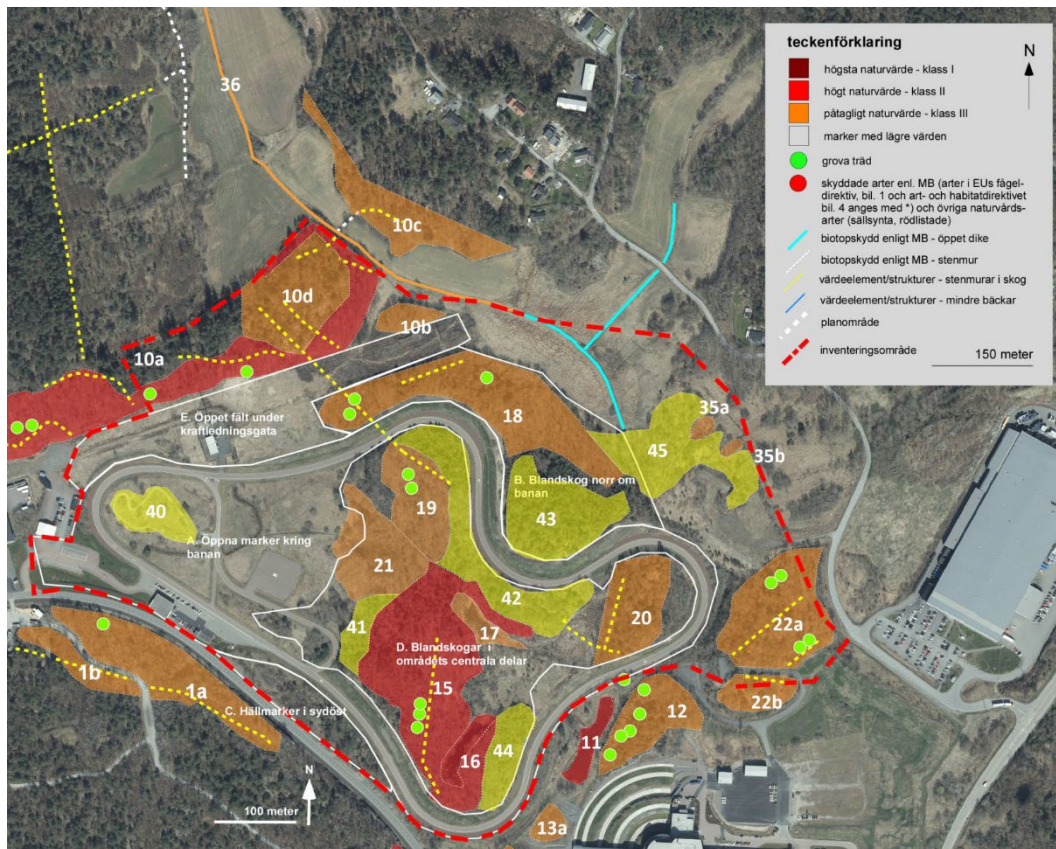 teckenförklaring
N
högsta naturvärde - klass I
högt naturvärde - klass II
påtagligt naturvärde - klass III
marker med lägre värden
grova träd
skyddade arter enl. MB (arter i EUs fågel-
direktiv, bil. 1 och art- och habitatdirektivet
bil. 4 anges med *) och övriga naturvårds-
arter (sällsynta, rödlistade)
biotopskydd enligt MB - öppet dike
biotopskydd enligt MB - stenmur
värdeelement/strukturer - stenmurar i skog
värdeelement/strukturer - mindre bäckar
planområde
inventeringsområde
150 meter
36
10c
10d
10b
10a
E. Öppet fält under
kraftledningsgata
18
35a
45
35b
19
B. Blandskog norr om
banan
43
40
A. Öppna marker kring
banan
21
42
41
17
20
22a
D. Blandskogar i
områdets centrala
delar
15
1b
1a
C. Hällmarker i sydöst
22b
12
11
16
44
N
100 meter
13a